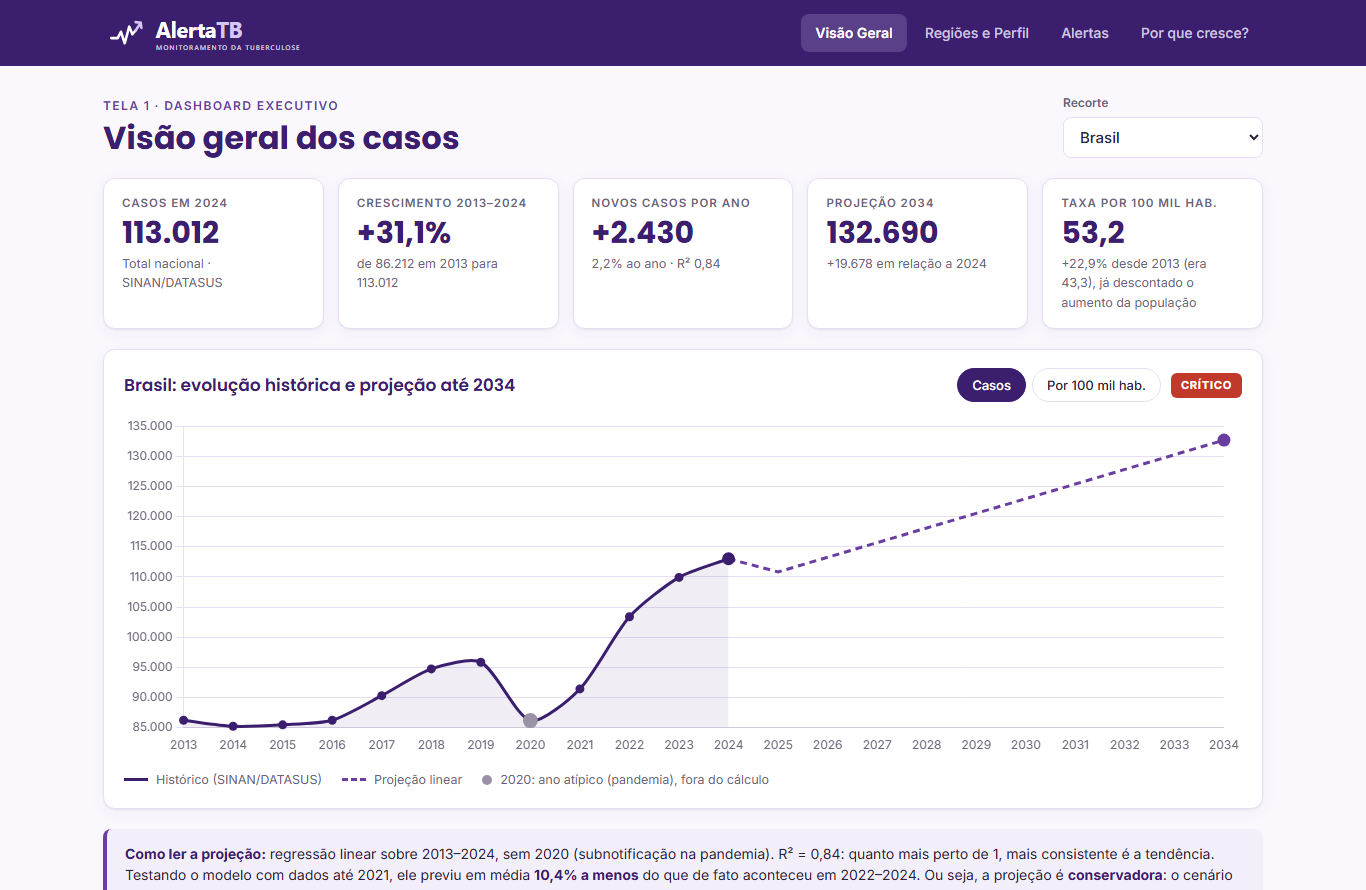 AlertaTB
MONITORAMENTO DA TUBERCULOSE
Visão Geral
Regiões e Perfil
Alertas
Por que cresce?
TELA 1 · DASHBOARD EXECUTIVO
Visão geral dos casos
Recorte
Brasil
CASOS EM 2024
113.012
Total nacional ·
SINAN/DATASUS
CRESCIMENTO 2013–2024
+31,1%
de 86.212 em 2013 para
113.012
NOVOS CASOS POR ANO
+2.430
2,2% ao ano · R² 0,84
PROJEÇÃO 2034
132.690
+19.678 em relação a 2024
TAXA POR 100 MIL HAB.
53,2
+22,9% desde 2013 (era
43,3), já descontado o
aumento da população
Brasil: evolução histórica e projeção até 2034
Casos
Por 100 mil hab.
CRÍTICO
135.000
130.000
125.000
120.000
115.000
110.000
105.000
100.000
95.000
90.000
85.000
2013 2014 2015 2016 2017 2018 2019 2020 2021 2022 2023 2024 2025 2026 2027 2028 2029 2030 2031 2032 2033 2034
Histórico (SINAN/DATASUS)
Projeção linear
2020: ano atípico (pandemia), fora do cálculo
Como ler a projeção: regressão linear sobre 2013–2024, sem 2020 (subnotificação na pandemia). R² = 0,84: quanto mais perto de 1, mais consistente é a tendência.
Testando o modelo com dados até 2021, ele previu em média 10,4% a menos do que de fato aconteceu em 2022–2024. Ou seja, a projeção é conservadora: o cenário